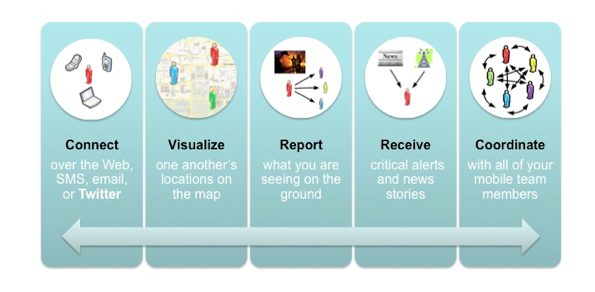 News
Connect
over the Web,
SMS, email,
or Twitter
Visualize
one another's
locations on
the map
Report
what you are
seeing on the
ground
Receive
critical alerts
and news
stories
Coordinate
with all of your
mobile team
members